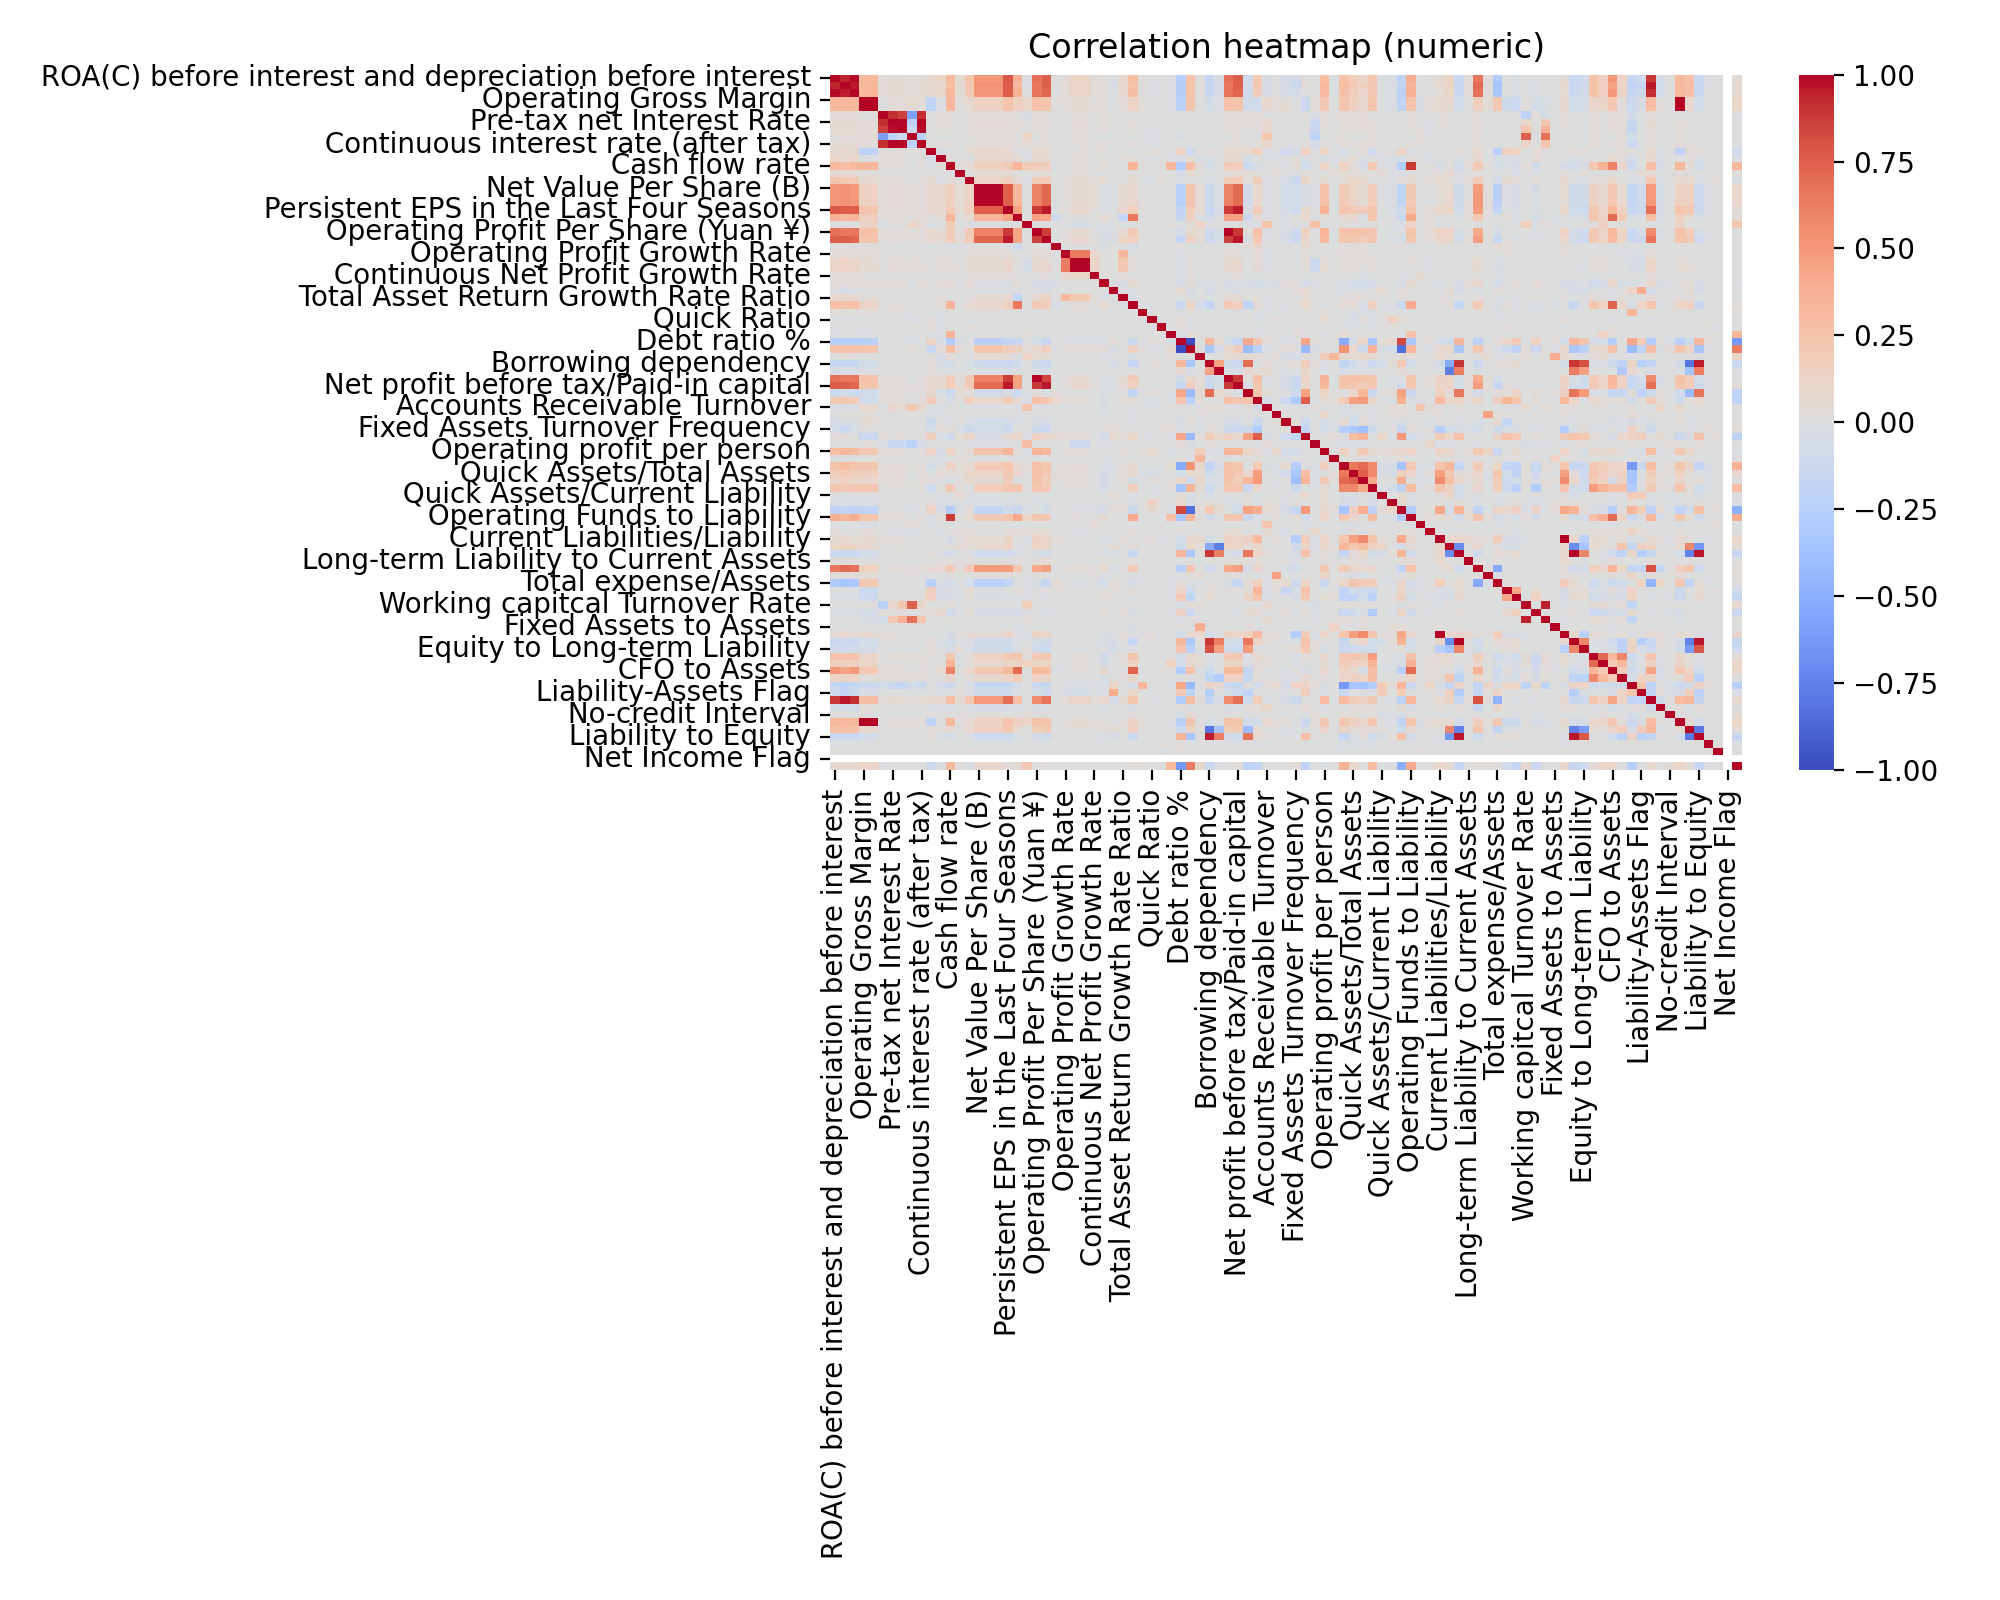 Correlation heatmap (numeric)
ROA(C) before interest and depreciation before interest
Operating Gross Margin
Pre-tax net Interest Rate
Continuous interest rate (after tax)
Cash flow rate
Net Value Per Share (B)
Persistent EPS in the Last Four Seasons
Operating Profit Per Share (Yuan ¥)
Operating Profit Growth Rate
Continuous Net Profit Growth Rate
Total Asset Return Growth Rate Ratio
Quick Ratio
Debt ratio %
Borrowing dependency
Net profit before tax/Paid-in capital
Accounts Receivable Turnover
Fixed Assets Turnover Frequency
Operating profit per person
Quick Assets/Total Assets
Quick Assets/Current Liability
Operating Funds to Liability
Current Liabilities/Liability
Long-term Liability to Current Assets
Total expense/Assets
Working capitcal Turnover Rate
Fixed Assets to Assets
Equity to Long-term Liability
CFO to Assets
Liability-Assets Flag
No-credit Interval
Liability to Equity
Net Income Flag
1.00
0.75
0.50
0.25
0.00
−0.25
−0.50
−0.75
−1.00
ROA(C) before interest and depreciation before interest
Operating Gross Margin
Pre-tax net Interest Rate
Continuous interest rate (after tax)
Cash flow rate
Net Value Per Share (B)
Persistent EPS in the Last Four Seasons
Operating Profit Per Share (Yuan ¥)
Operating Profit Growth Rate
Continuous Net Profit Growth Rate
Total Asset Return Growth Rate Ratio
Quick Ratio
Debt ratio %
Borrowing dependency
Net profit before tax/Paid-in capital
Accounts Receivable Turnover
Fixed Assets Turnover Frequency
Operating profit per person
Quick Assets/Total Assets
Quick Assets/Current Liability
Operating Funds to Liability
Current Liabilities/Liability
Long-term Liability to Current Assets
Total expense/Assets
Working capitcal Turnover Rate
Fixed Assets to Assets
Equity to Long-term Liability
CFO to Assets
Liability-Assets Flag
No-credit Interval
Liability to Equity
Net Income Flag